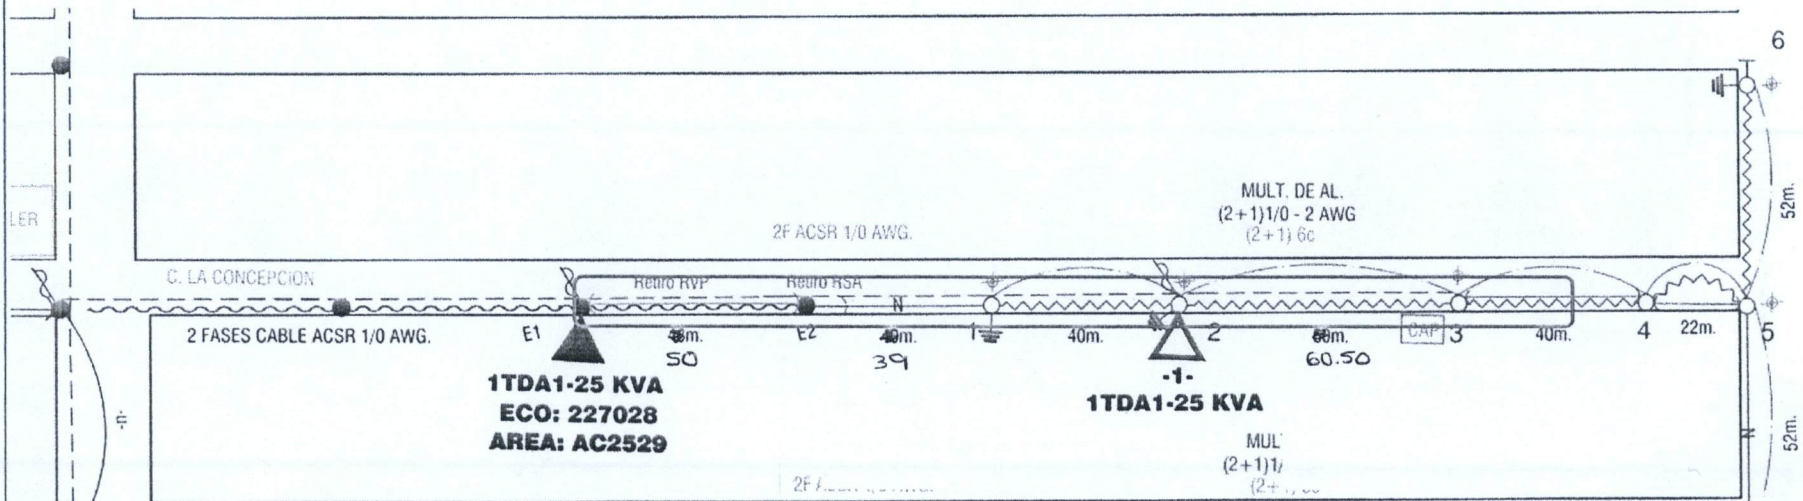 6
LER
MULT. DE AL.
(2+1)1/0 - 2 AWG
(2+1) 6c
52m.
2F ACSR 1/0 AWG.
C. LA CONCEPCION
Retiro RVP
Retiro RSA
N
2 FASES CABLE ACSR 1/0 AWG.
E1
50
E2
39
1
40m.
2
60.50
CAP
3
40m.
4
22m.
5
1TDA1-25 KVA
ECO: 227028
AREA: AC2529
-1-
1TDA1-25 KVA
MUL
(2+1)1/
52m.
2F